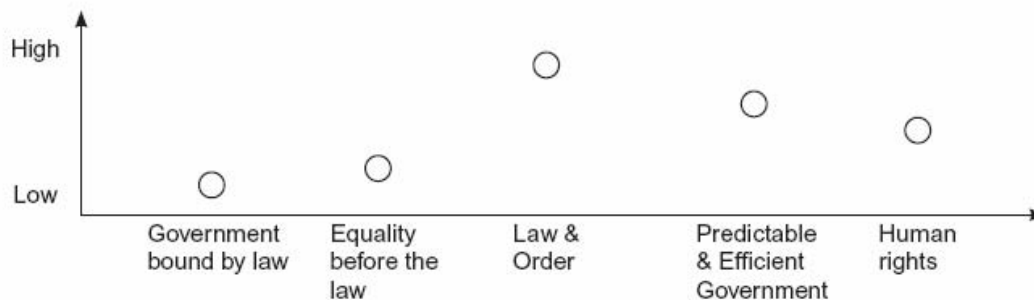 High
Low
Government
bound by law
Equality
before the
law
Law &
Order
Predictable
& Efficient
Government
Human
rights